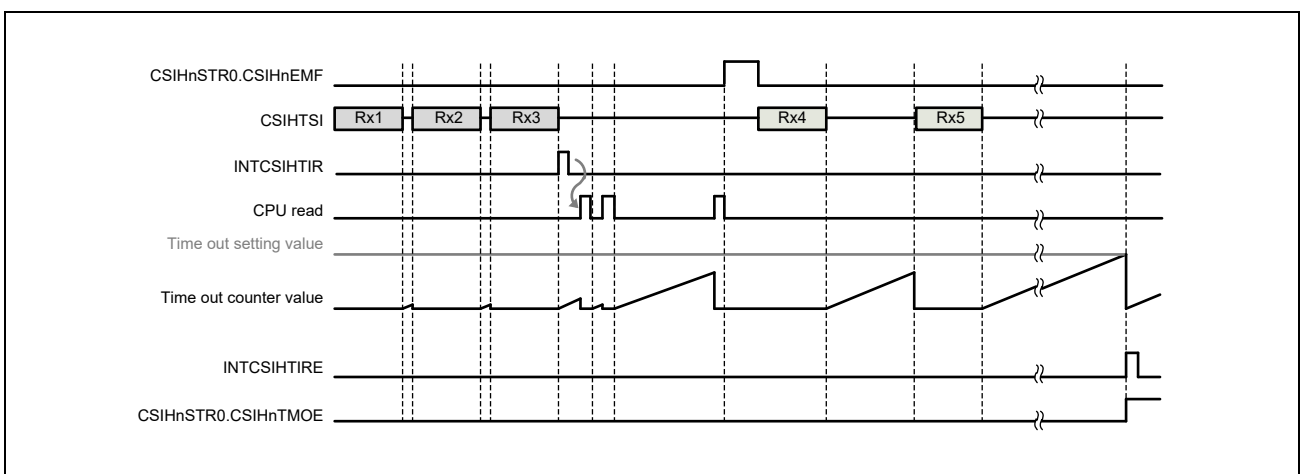 CSIHnSTR0.CSIHnEMF
CSIHTSI
Rx1 Rx2 Rx3 Rx4 Rx5
INTCSIHTIR
CPU read
Time out setting value
Time out counter value
INTCSIHTIRE
CSIHnSTR0.CSIHnTMOE